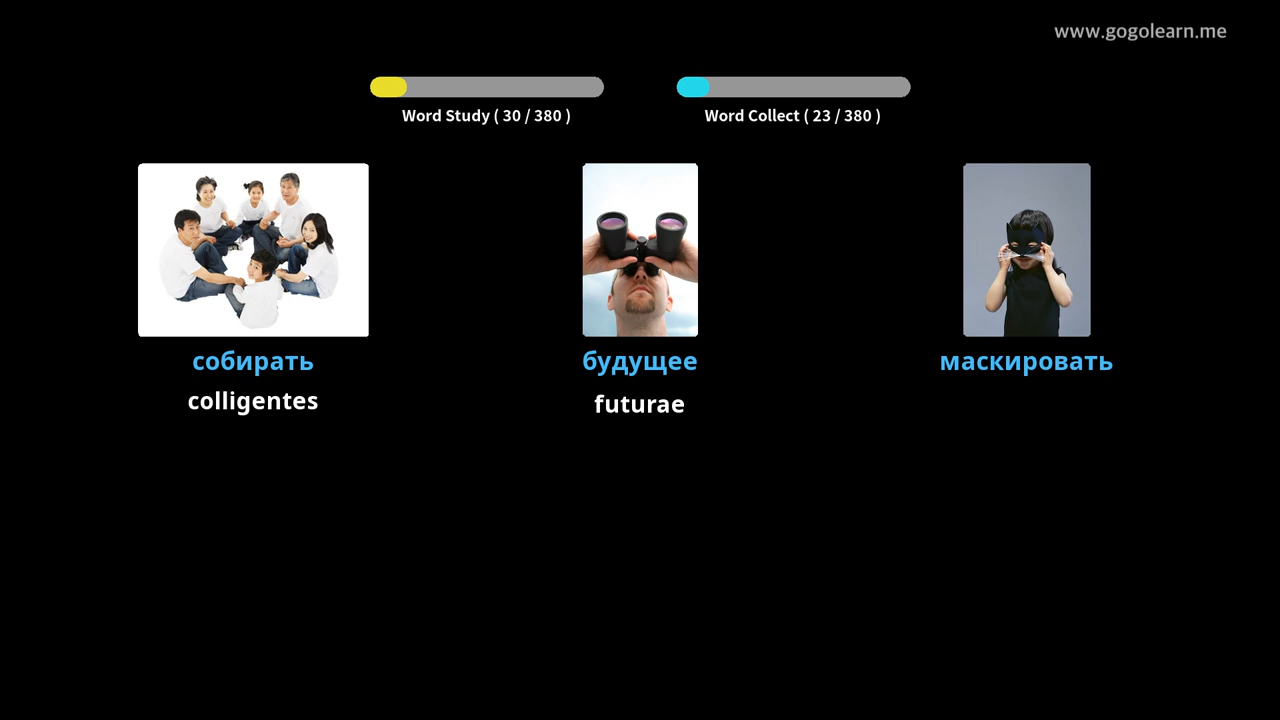 www.gogolearn.me
Word Study ( 30 / 380 )
Word Collect ( 23 / 380 )
собирать
будущее
маскировать
colligentes
futurae